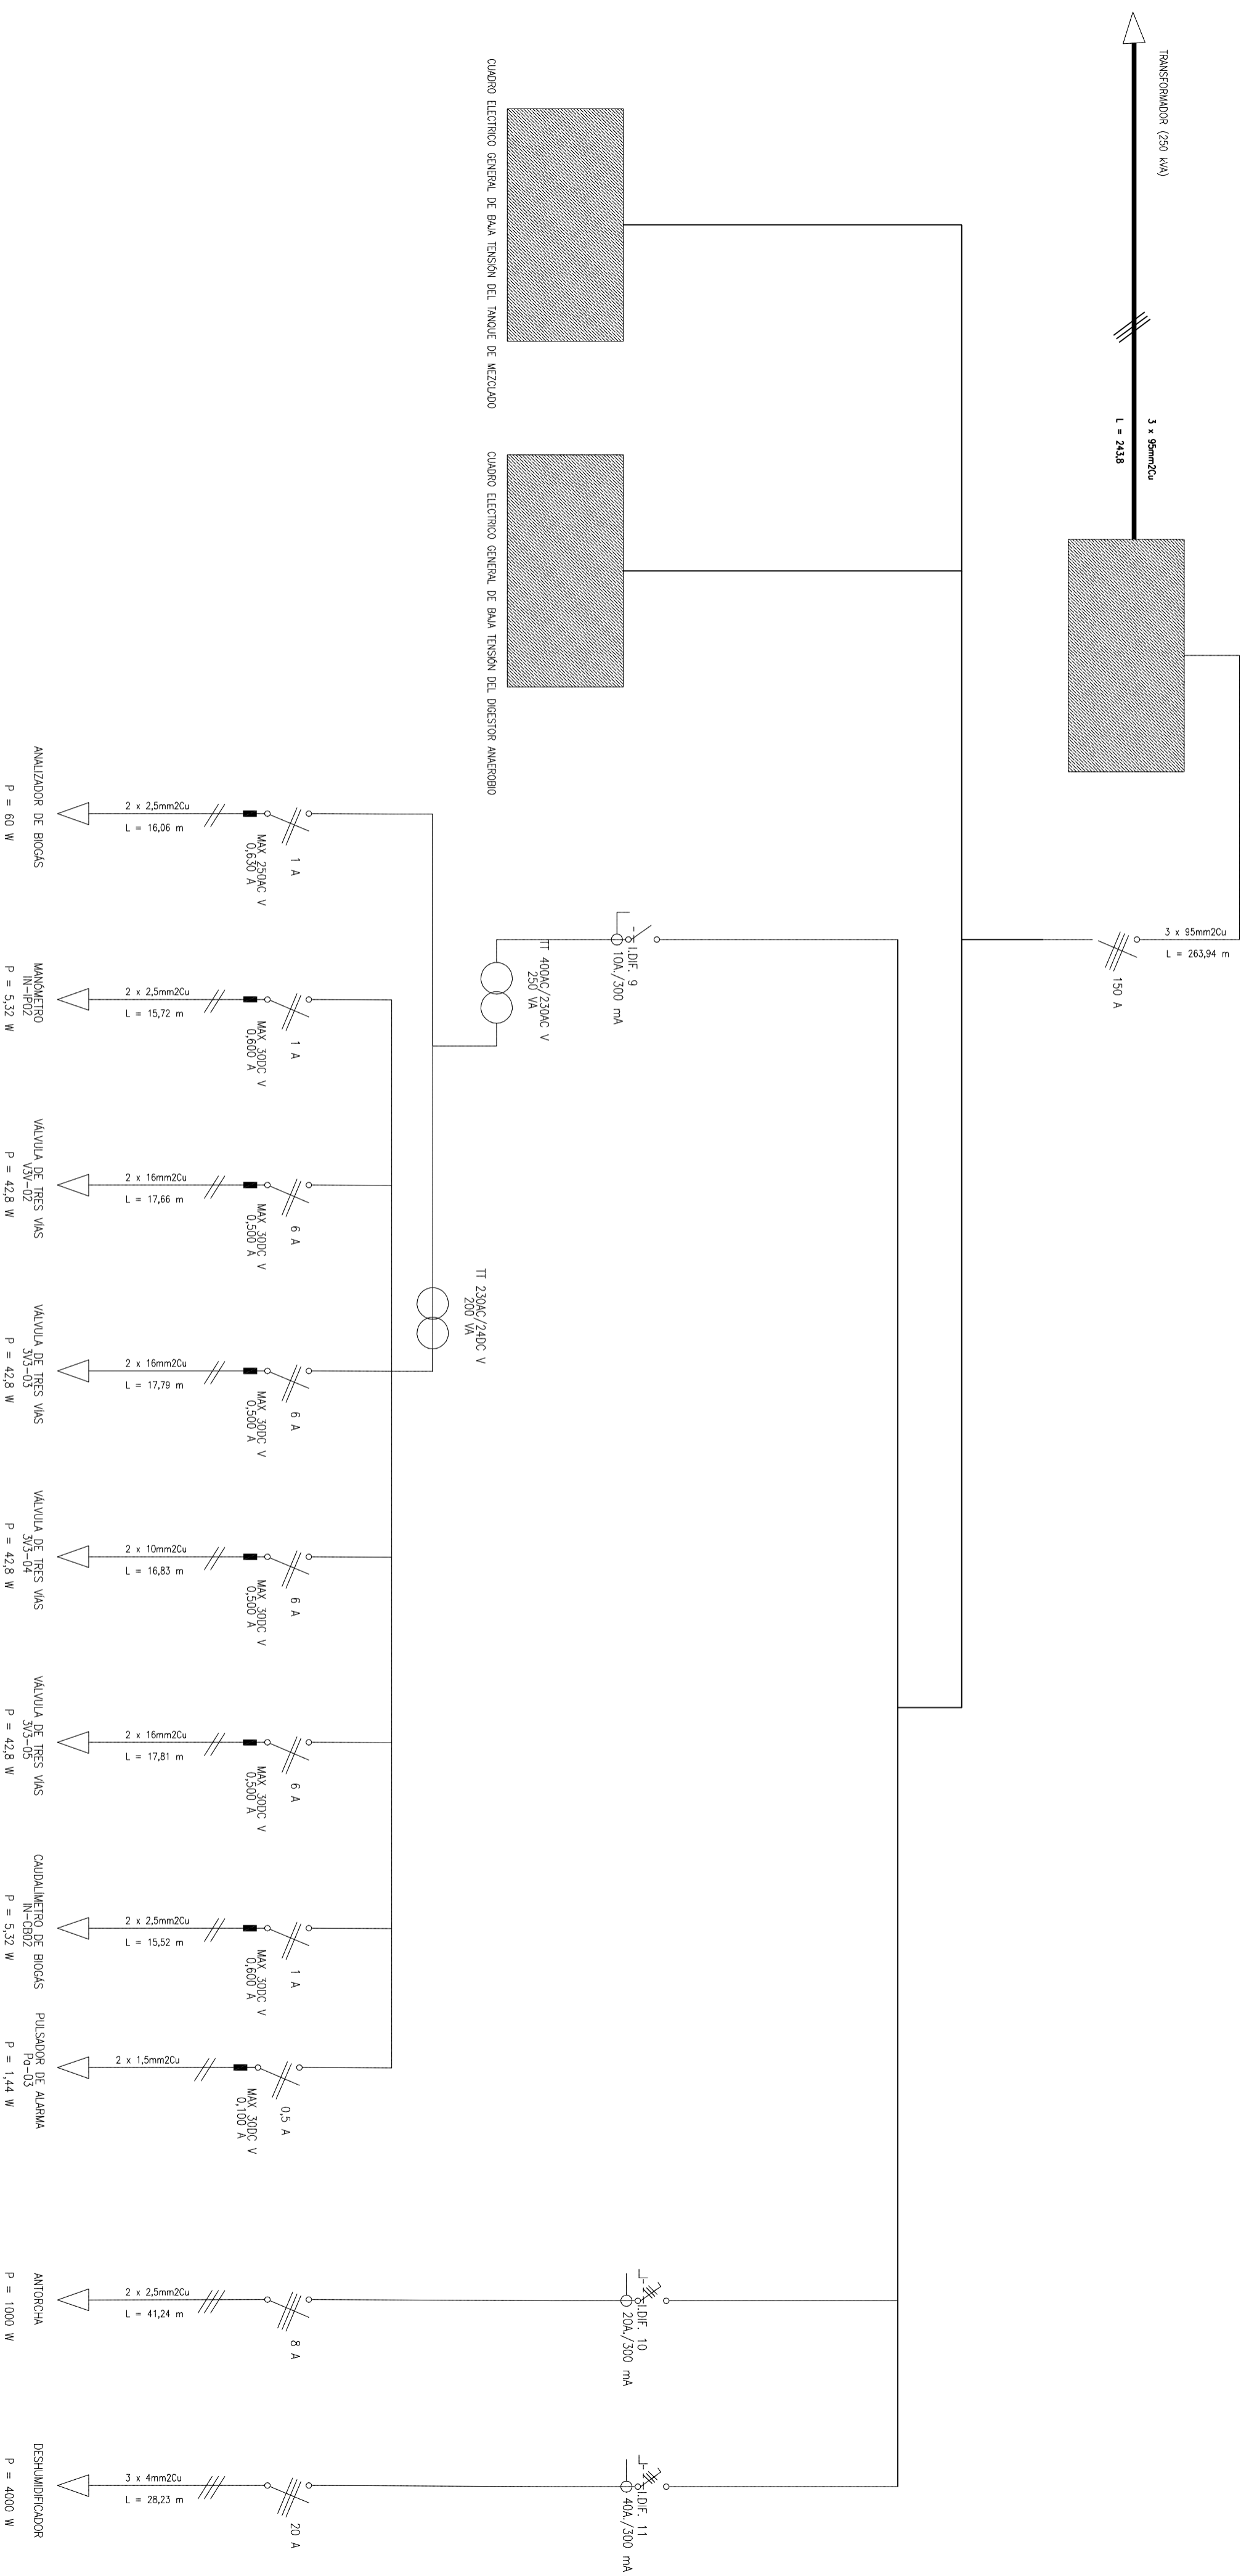 TRANSFORMADOR (250 kVA)
3 x 95mm2Cu
L = 243,8
3 x 95mm2Cu
L = 263,94 m
150 A
CUADRO ELECTRICO GENERAL DE BAJA TENSIÓN DEL TANQUE DE MEZCLADO
CUADRO ELECTRICO GENERAL DE BAJA TENSIÓN DEL DIGESTOR ANAEROBIO
I.DIF. 9
10A./300 mA
TT 400AC/230AC V
250 VA
TT 230AC/24DC V
200 VA
1 A
MAX 250AC V
0,630 A
2 x 2,5mm2Cu
L = 16,06 m
ANALIZADOR DE BIOGÁS
P = 60 W
1 A
MAX 30DC V
0,600 A
2 x 2,5mm2Cu
L = 15,72 m
MANÓMETRO
IN-IP02
P = 5,32 W
6 A
MAX 30DC V
0,500 A
2 x 16mm2Cu
L = 17,66 m
VÁLVULA DE TRES VÍAS
V3V-02
P = 42,8 W
6 A
MAX 30DC V
0,500 A
2 x 16mm2Cu
L = 17,79 m
VÁLVULA DE TRES VÍAS
3V3-03
P = 42,8 W
6 A
MAX 30DC V
0,500 A
2 x 10mm2Cu
L = 16,83 m
VÁLVULA DE TRES VÍAS
3V3-04
P = 42,8 W
6 A
MAX 30DC V
0,500 A
2 x 16mm2Cu
L = 17,81 m
VÁLVULA DE TRES VÍAS
3V3-05
P = 42,8 W
1 A
MAX 30DC V
0,600 A
2 x 2,5mm2Cu
L = 15,52 m
CAUDALÍMETRO DE BIOGÁS
IN-CB02
P = 5,32 W
0,5 A
MAX 30DC V
0,100 A
2 x 1,5mm2Cu
PULSADOR DE ALARMA
Pa-03
P = 1,44 W
I.DIF. 10
20A./300 mA
8 A
2 x 2,5mm2Cu
L = 41,24 m
ANTORCHA
P = 1000 W
I.DIF. 11
40A./300 mA
20 A
3 x 4mm2Cu
L = 28,23 m
DESHUMIDIFICADOR
P = 4000 W